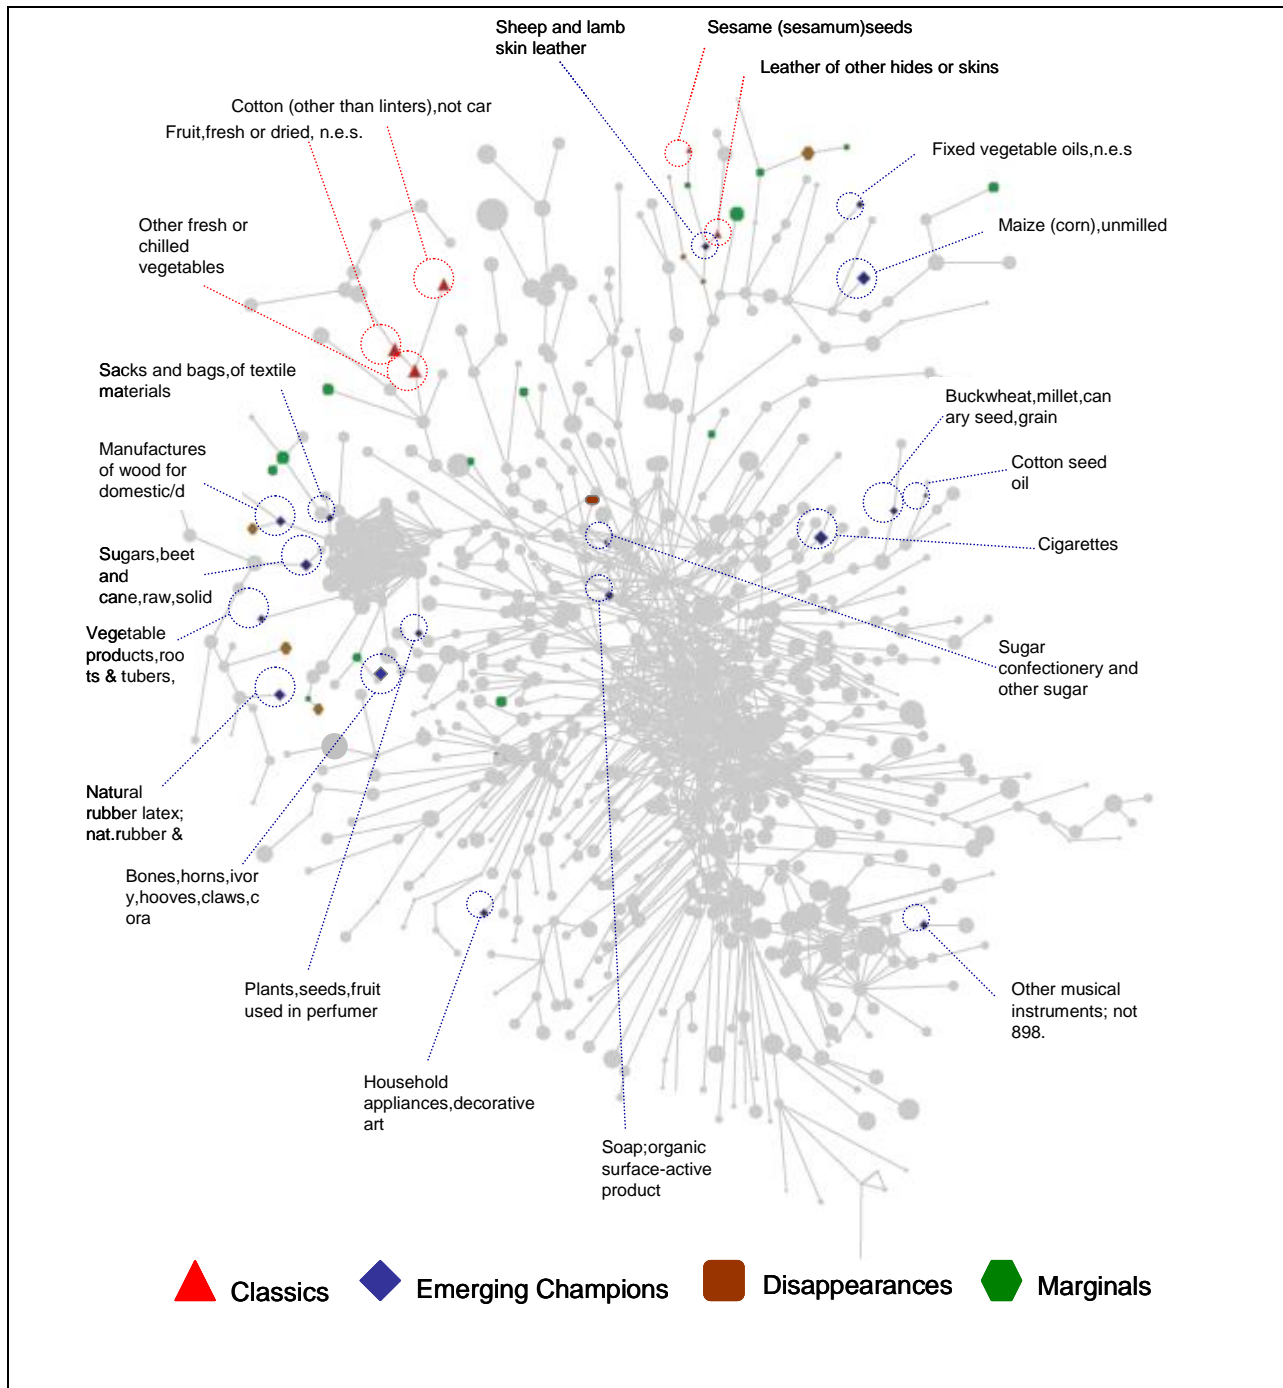 Sheep and lamb
skin leather
Sesame (sesamum)seeds
Leather of other hides or skins
Cotton (other than linters),not car
Fruit,fresh or dried, n.e.s.
Fixed vegetable oils,n.e.s
Other fresh or
chilled
vegetables
Maize (corn),unmilled
Sacks and bags,of textile
materials
Buckwheat,millet,can
ary seed,grain
Manufactures
of wood for
domestic/d
Cotton seed
oil
Cigarettes
Sugars,beet
and
cane,raw,solid
Vegetable
products,roo
ts & tubers,
Sugar
confectionery and
other sugar
Natural
rubber latex;
nat.rubber &
Bones,horns,ivor
y,hooves,claws,c
ora
Plants,seeds,fruit
used in perfumer
Other musical
instruments; not
898.
Household
appliances,decorative
art
Soap;organic
surface-active
product
Classics
Emerging Champions
Disappearances
Marginals